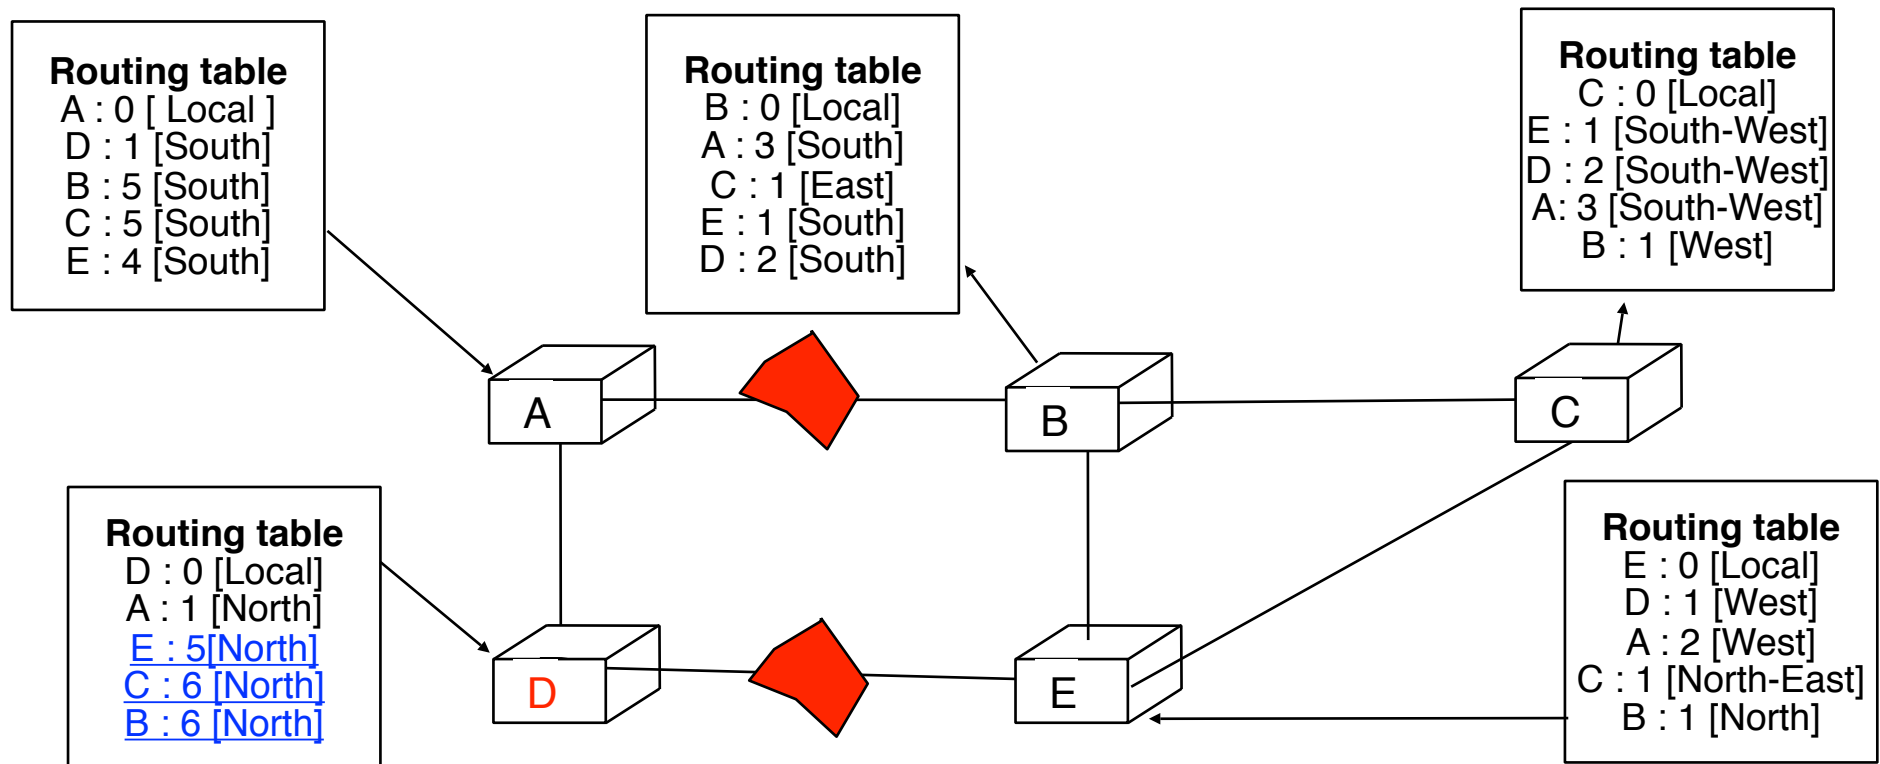 Routing table
A : 0 [ Local ]
D : 1 [South]
B : 5 [South]
C : 5 [South]
E : 4 [South]
Routing table
B : 0 [Local]
A : 3 [South]
C : 1 [East]
E : 1 [South]
D : 2 [South]
Routing table
C : 0 [Local]
E : 1 [South-West]
D : 2 [South-West]
A: 3 [South-West]
B : 1 [West]
A
B
C
Routing table
D : 0 [Local]
A : 1 [North]
E : 5[North]
C : 6 [North]
B : 6 [North]
D
E
Routing table
E : 0 [Local]
D : 1 [West]
A : 2 [West]
C : 1 [North-East]
B : 1 [North]